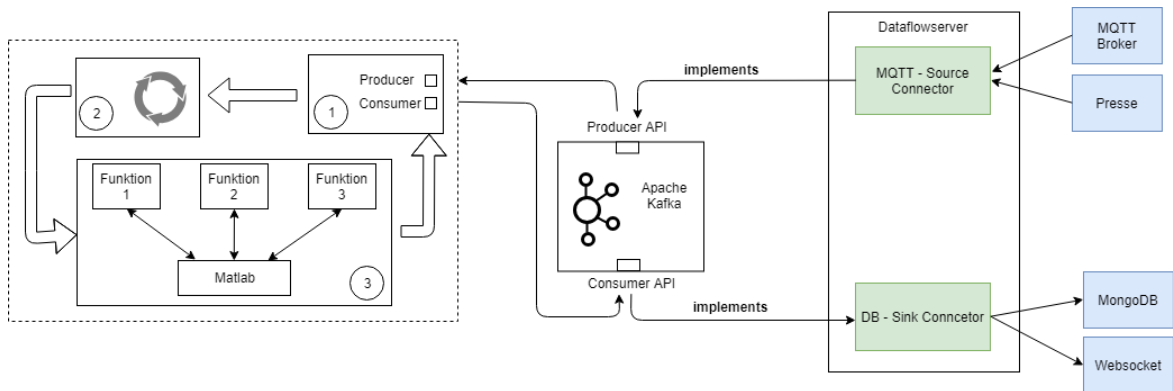 Producer
Consumer
1
2
Funktion
1
Funktion
2
Funktion
3
Matlab
3
Producer API
Apache
Kafka
Consumer API
implements
implements
Dataflowserver
MQTT - Source
Connector
DB - Sink Conncetor
MQTT
Broker
Presse
MongoDB
Websocket